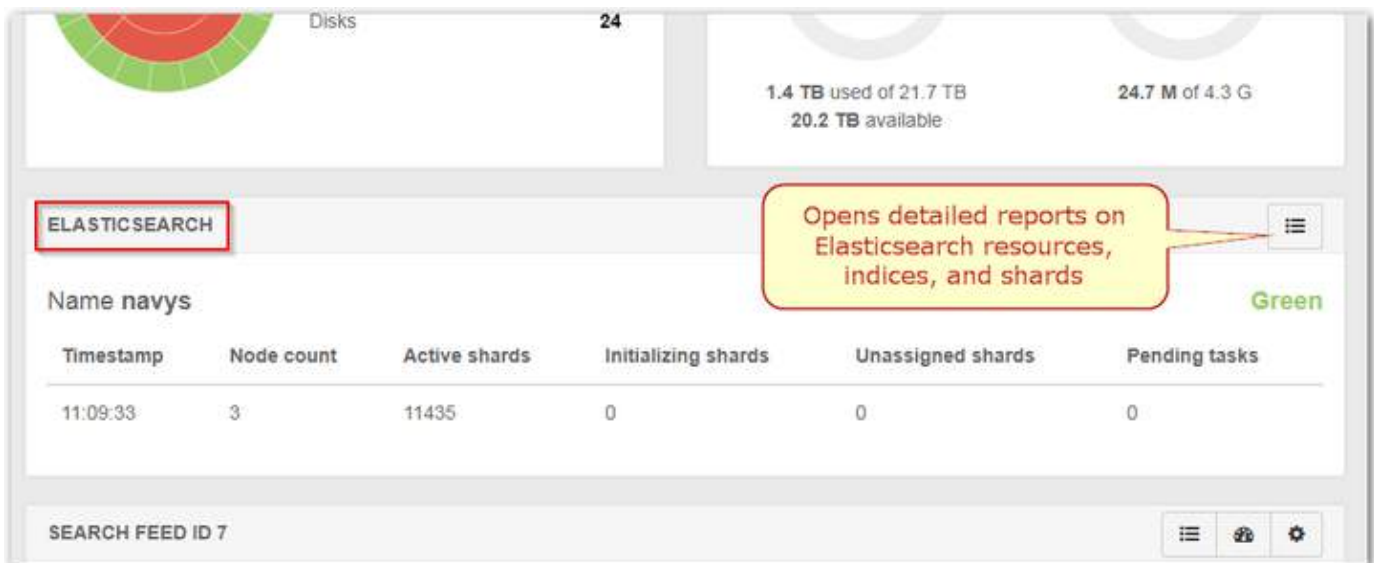 Disks 24
1.4 TB used of 21.7 TB 24.7 M of 4.3 G
20.2 TB available
ELASTICSEARCH
Opens detailed reports on
Elasticsearch resources,
indices, and shards
Name navys Green
Timestamp Node count Active shards Initializing shards Unassigned shards Pending tasks
11:09:33 3 11435 0 0 0
SEARCH FEED ID 7